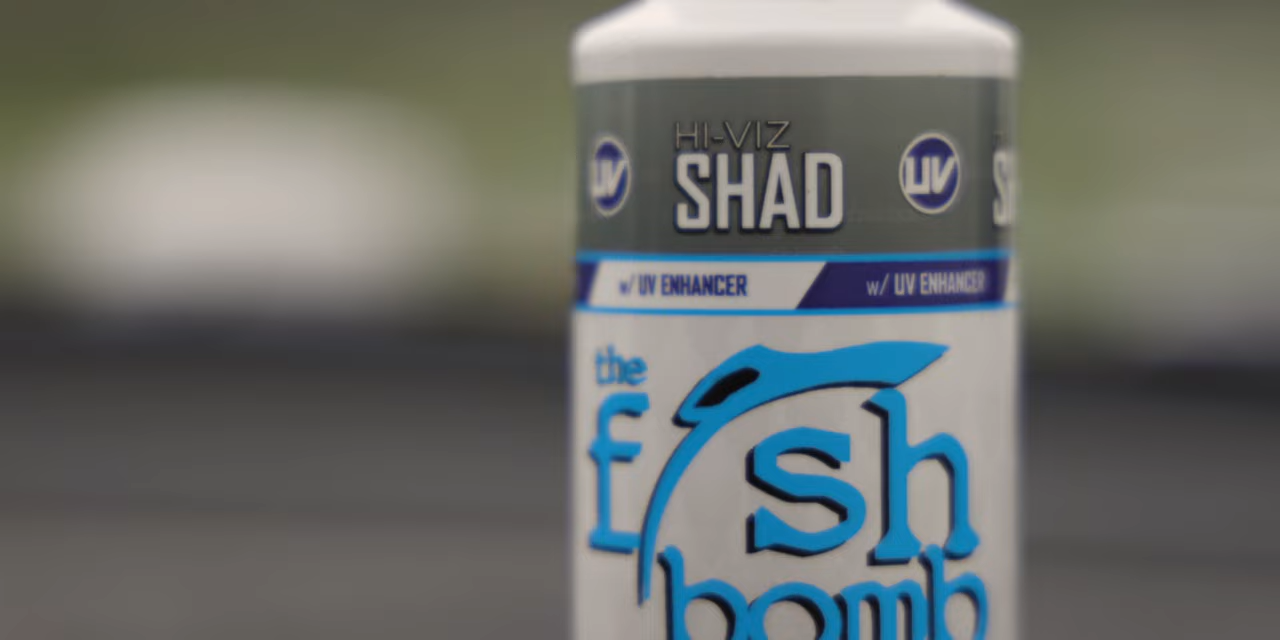 HI-VIZ
UV SHAD UV
w/ UV ENHANCER w/ UV ENHANCER
the
fish
bomb